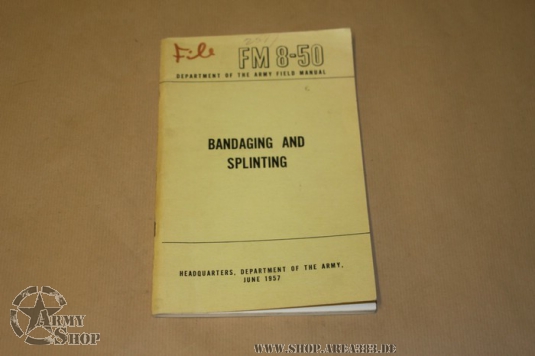 File FM 8-50
DEPARTMENT OF THE ARMY FIELD MANUAL
BANDAGING AND
SPLINTING
HEADQUARTERS, DEPARTMENT OF THE ARMY,
JUNE 1957
ARMY
SHOP